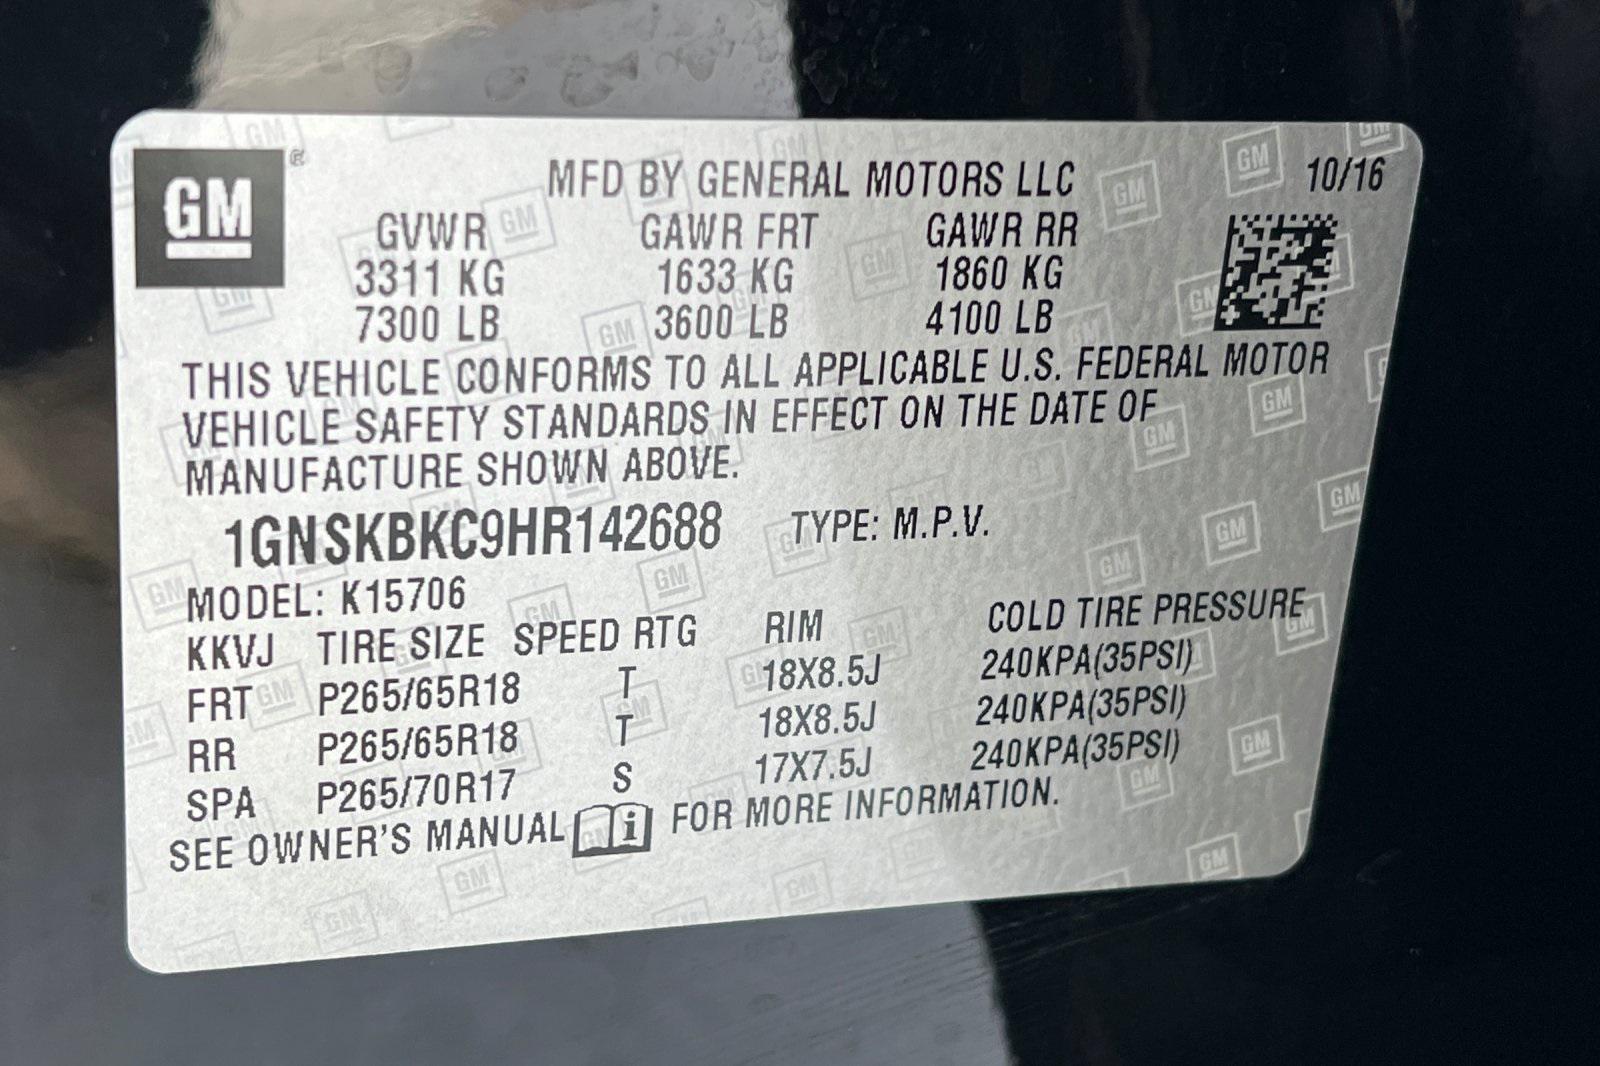 GM
MFD BY GENERAL MOTORS LLC 10/16
GVWR GAWR FRT GAWR RR
3311 KG 1633 KG 1860 KG
7300 LB 3600 LB 4100 LB
THIS VEHICLE CONFORMS TO ALL APPLICABLE U.S. FEDERAL MOTOR
VEHICLE SAFETY STANDARDS IN EFFECT ON THE DATE OF
MANUFACTURE SHOWN ABOVE.
1GNSKBKC9HR142688 TYPE: M.P.V.
MODEL: K15706
KKVJ TIRE SIZE SPEED RTG RIM COLD TIRE PRESSURE
FRT P265/65R18 T 18X8.5J 240KPA(35PSI)
RR P265/65R18 T 18X8.5J 240KPA(35PSI)
SPA P265/70R17 S 17X7.5J 240KPA(35PSI)
SEE OWNER'S MANUAL i FOR MORE INFORMATION.